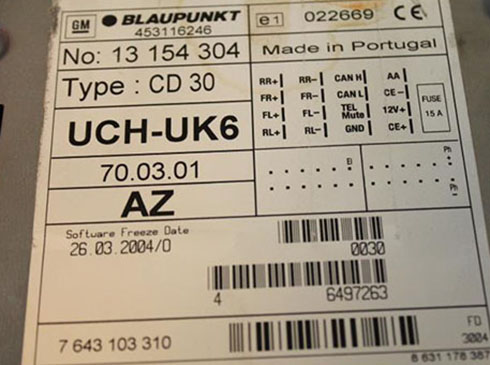 GM BLAUPUNKT
453116246
e1 022669 CE
No: 13 154 304
Made in Portugal
Type : CD 30
RR+ RR- CAN H AA
FR+ FR- CAN L CE-
FL+ FL- TEL Mute 12V+
RL+ RL- GND CE+
FUSE
15 A
UCH-UK6
70.03.01
AZ
B
Ph
Ph
Software Freeze Date
26.03.2004/0
0030
4 6497263
7 643 103 310
FD
3004
8 631 178 387